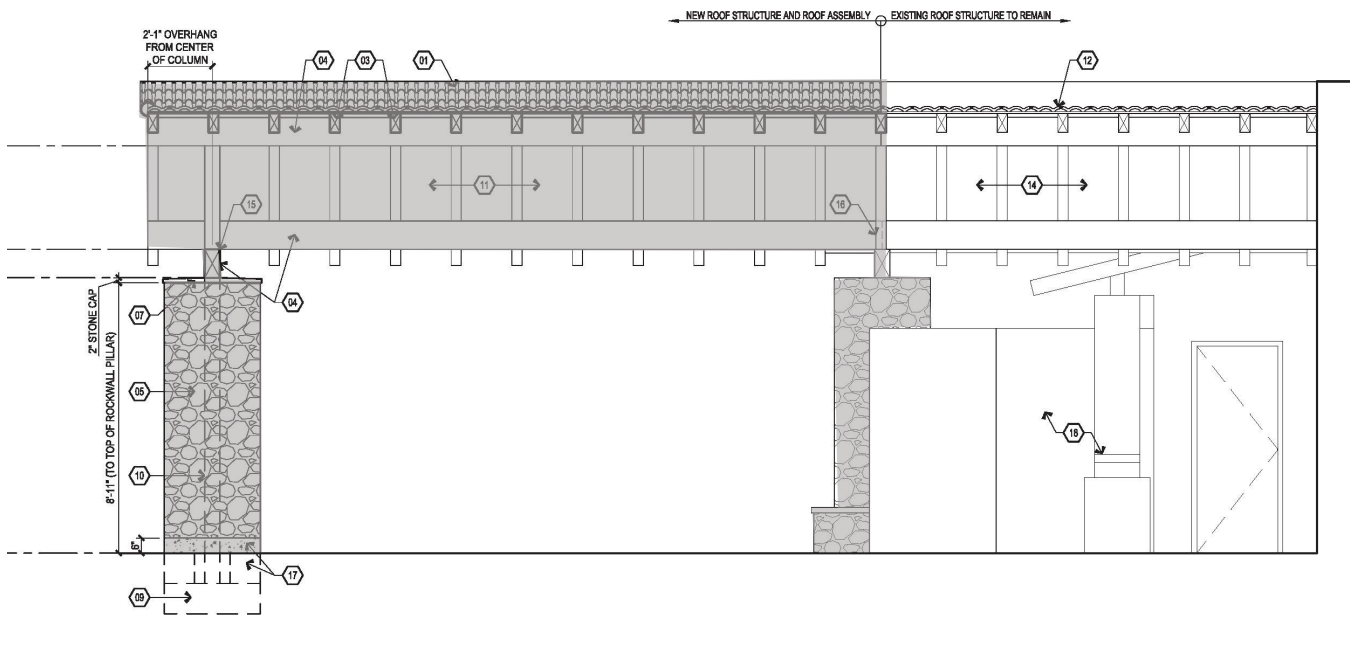 NEW ROOF STRUCTURE AND ROOF ASSEMBLY
EXISTING ROOF STRUCTURE TO REMAIN
2'-1" OVERHANG
FROM CENTER
OF COLUMN
04
03
01
12
11
14
15
16
04
07
2" STONE CAP
8'-11" (TO TOP OF ROCKWALL PILLAR)
05
10
6"
17
09
18